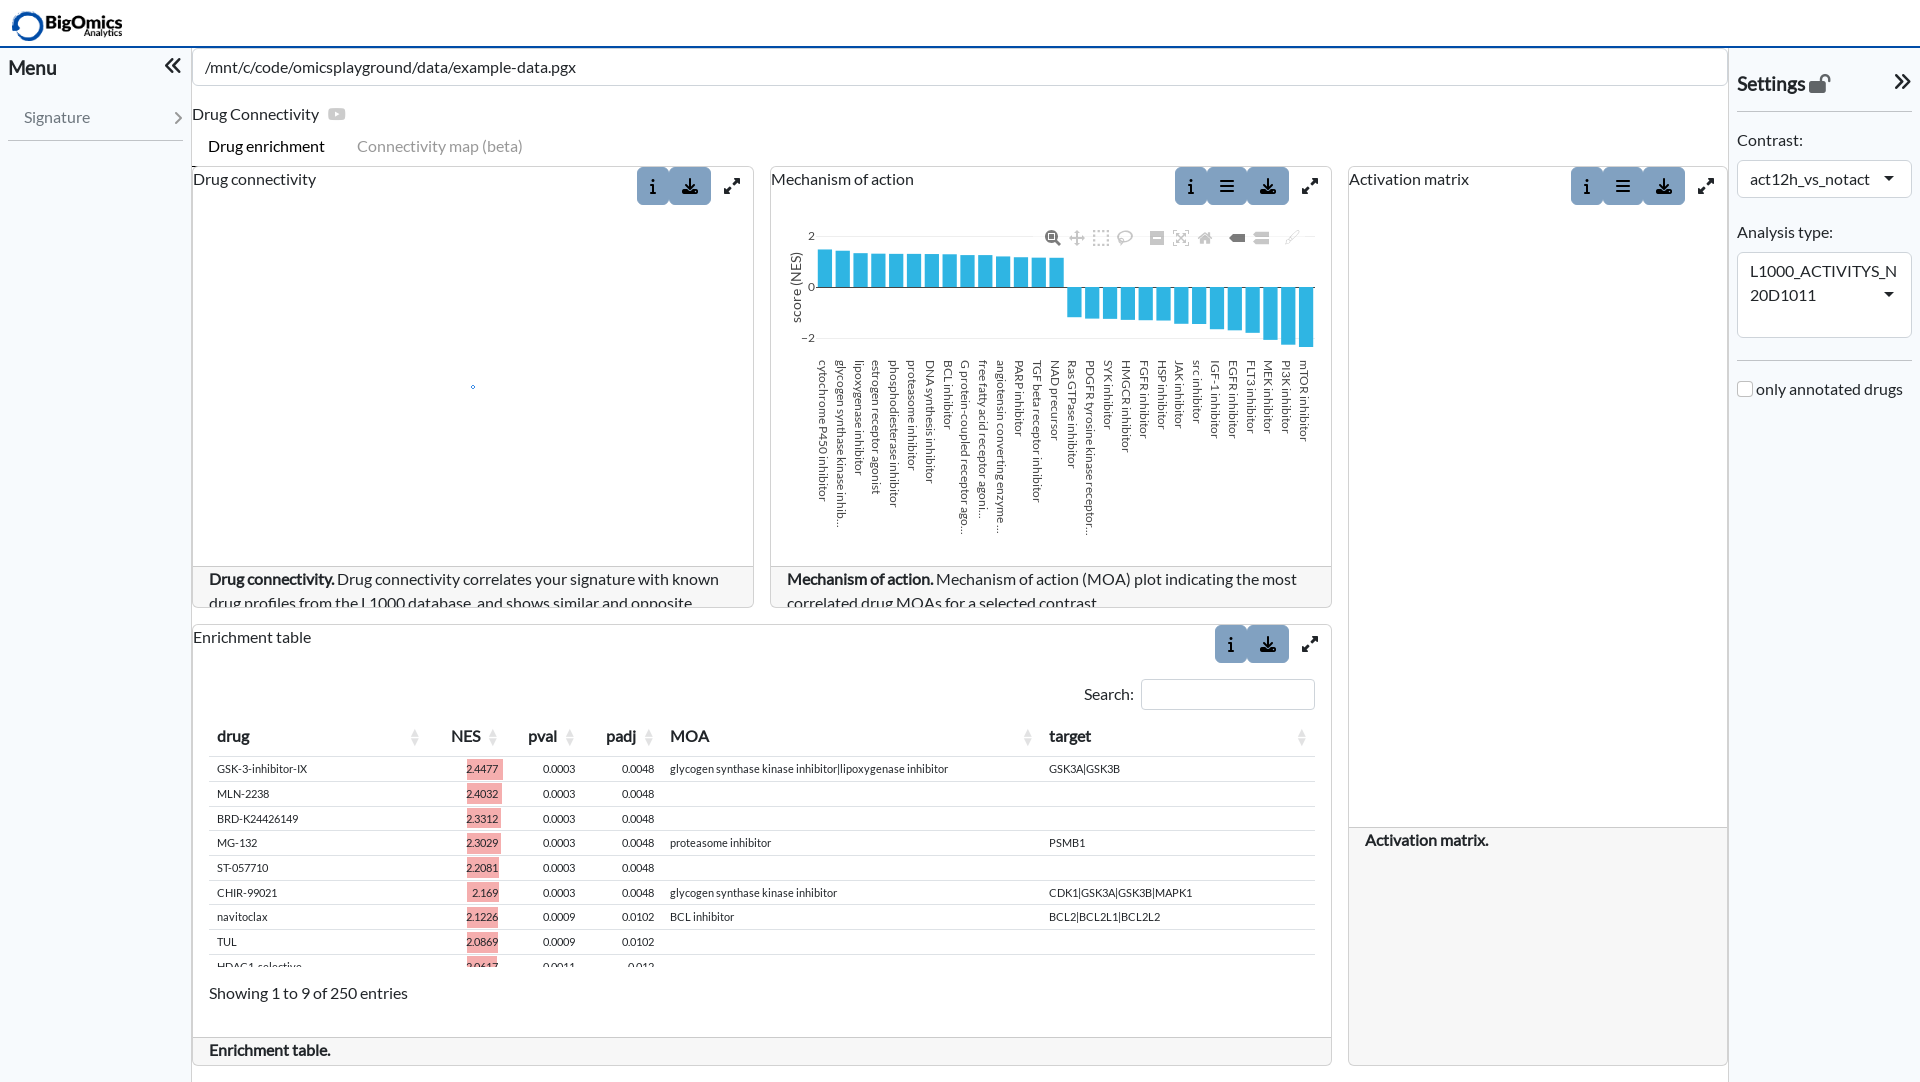 BigOmics
Analytics
Menu
/mnt/c/code/omicsplayground/data/example-data.pgx
Settings
Signature
Drug Connectivity
Drug enrichment
Connectivity map (beta)
Contrast:
act12h_vs_notact
Analysis type:
L1000_ACTIVITYS_N
20D1011
only annotated drugs
Drug connectivity
Drug connectivity. Drug connectivity correlates your signature with known
drug profiles from the L1000 database, and shows similar and opposite
Mechanism of action
score (NES)
2
0
−2
cytochrome P450 inhibitor
glycogen synthase kinase inhib...
lipoxygenase inhibitor
estrogen receptor agonist
phosphodiesterase inhibitor
proteasome inhibitor
DNA synthesis inhibitor
BCL inhibitor
G protein-coupled receptor ago...
free fatty acid receptor agoni...
angiotensin converting enzyme ...
PARP inhibitor
TGF beta receptor inhibitor
NAD precursor
Ras GTPase inhibitor
PDGFR tyrosine kinase receptor...
SYK inhibitor
HMGCR inhibitor
FGFR inhibitor
HSP inhibitor
JAK inhibitor
src inhibitor
IGF-1 inhibitor
EGFR inhibitor
FLT3 inhibitor
MEK inhibitor
PI3K inhibitor
mTOR inhibitor
Mechanism of action. Mechanism of action (MOA) plot indicating the most
correlated drug MOAs for a selected contrast.
Activation matrix
Activation matrix.
Enrichment table
Search:
drug NES pval padj MOA target
GSK-3-inhibitor-IX 2.4477 0.0003 0.0048 glycogen synthase kinase inhibitor|lipoxygenase inhibitor GSK3A|GSK3B
MLN-2238 2.4032 0.0003 0.0048
BRD-K24426149 2.3312 0.0003 0.0048
MG-132 2.3029 0.0003 0.0048 proteasome inhibitor PSMB1
ST-057710 2.2081 0.0003 0.0048
CHIR-99021 2.169 0.0003 0.0048 glycogen synthase kinase inhibitor CDK1|GSK3A|GSK3B|MAPK1
navitoclax 2.1226 0.0009 0.0102 BCL inhibitor BCL2|BCL2L1|BCL2L2
TUL 2.0869 0.0009 0.0102
HDAC1-selective 2.0617 0.0011 0.012
Showing 1 to 9 of 250 entries
Enrichment table.